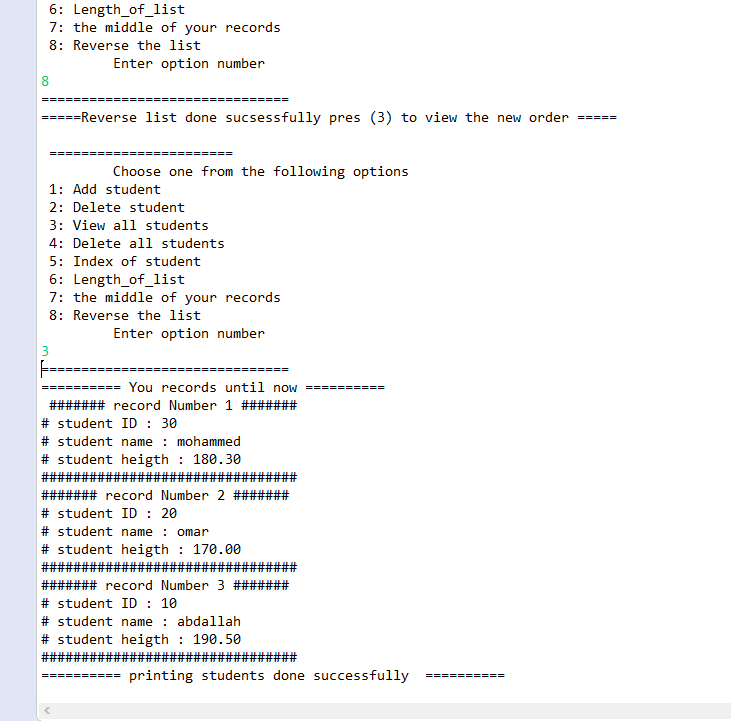 6: Length_of_list
7: the middle of your records
8: Reverse the list
Enter option number
8
===============================
=====Reverse list done sucsessfully pres (3) to view the new order =====
=======================
Choose one from the following options
1: Add student
2: Delete student
3: View all students
4: Delete all students
5: Index of student
6: Length_of_list
7: the middle of your records
8: Reverse the list
Enter option number
3
===============================
========== You records until now ==========
####### record Number 1 #######
# student ID : 30
# student name : mohammed
# student heigth : 180.30
################################
####### record Number 2 #######
# student ID : 20
# student name : omar
# student heigth : 170.00
################################
####### record Number 3 #######
# student ID : 10
# student name : abdallah
# student heigth : 190.50
################################
========== printing students done successfully  ==========